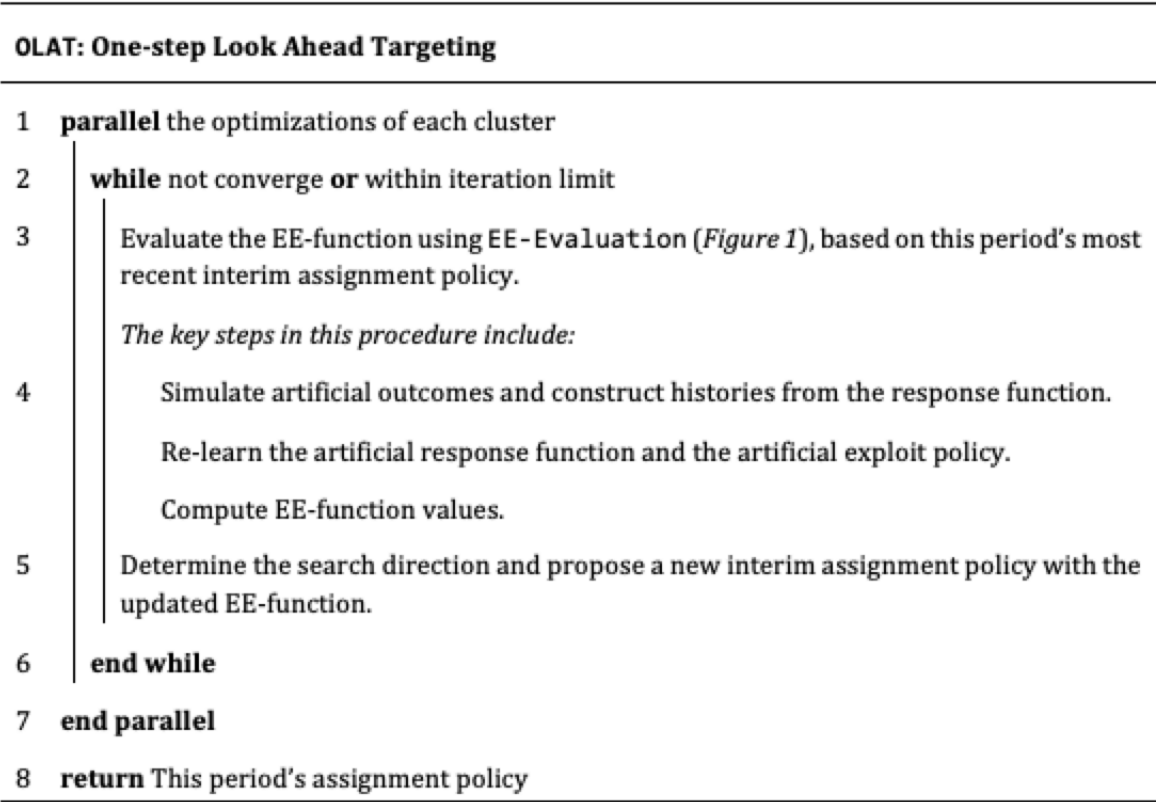 OLAT: One-step Look Ahead Targeting
1 parallel the optimizations of each cluster
2 while not converge or within iteration limit
3 Evaluate the EE-function using EE-Evaluation (Figure 1), based on this period's most
recent interim assignment policy.
The key steps in this procedure include:
4 Simulate artificial outcomes and construct histories from the response function.
Re-learn the artificial response function and the artificial exploit policy.
Compute EE-function values.
5 Determine the search direction and propose a new interim assignment policy with the
updated EE-function.
6 end while
7 end parallel
8 return This period's assignment policy